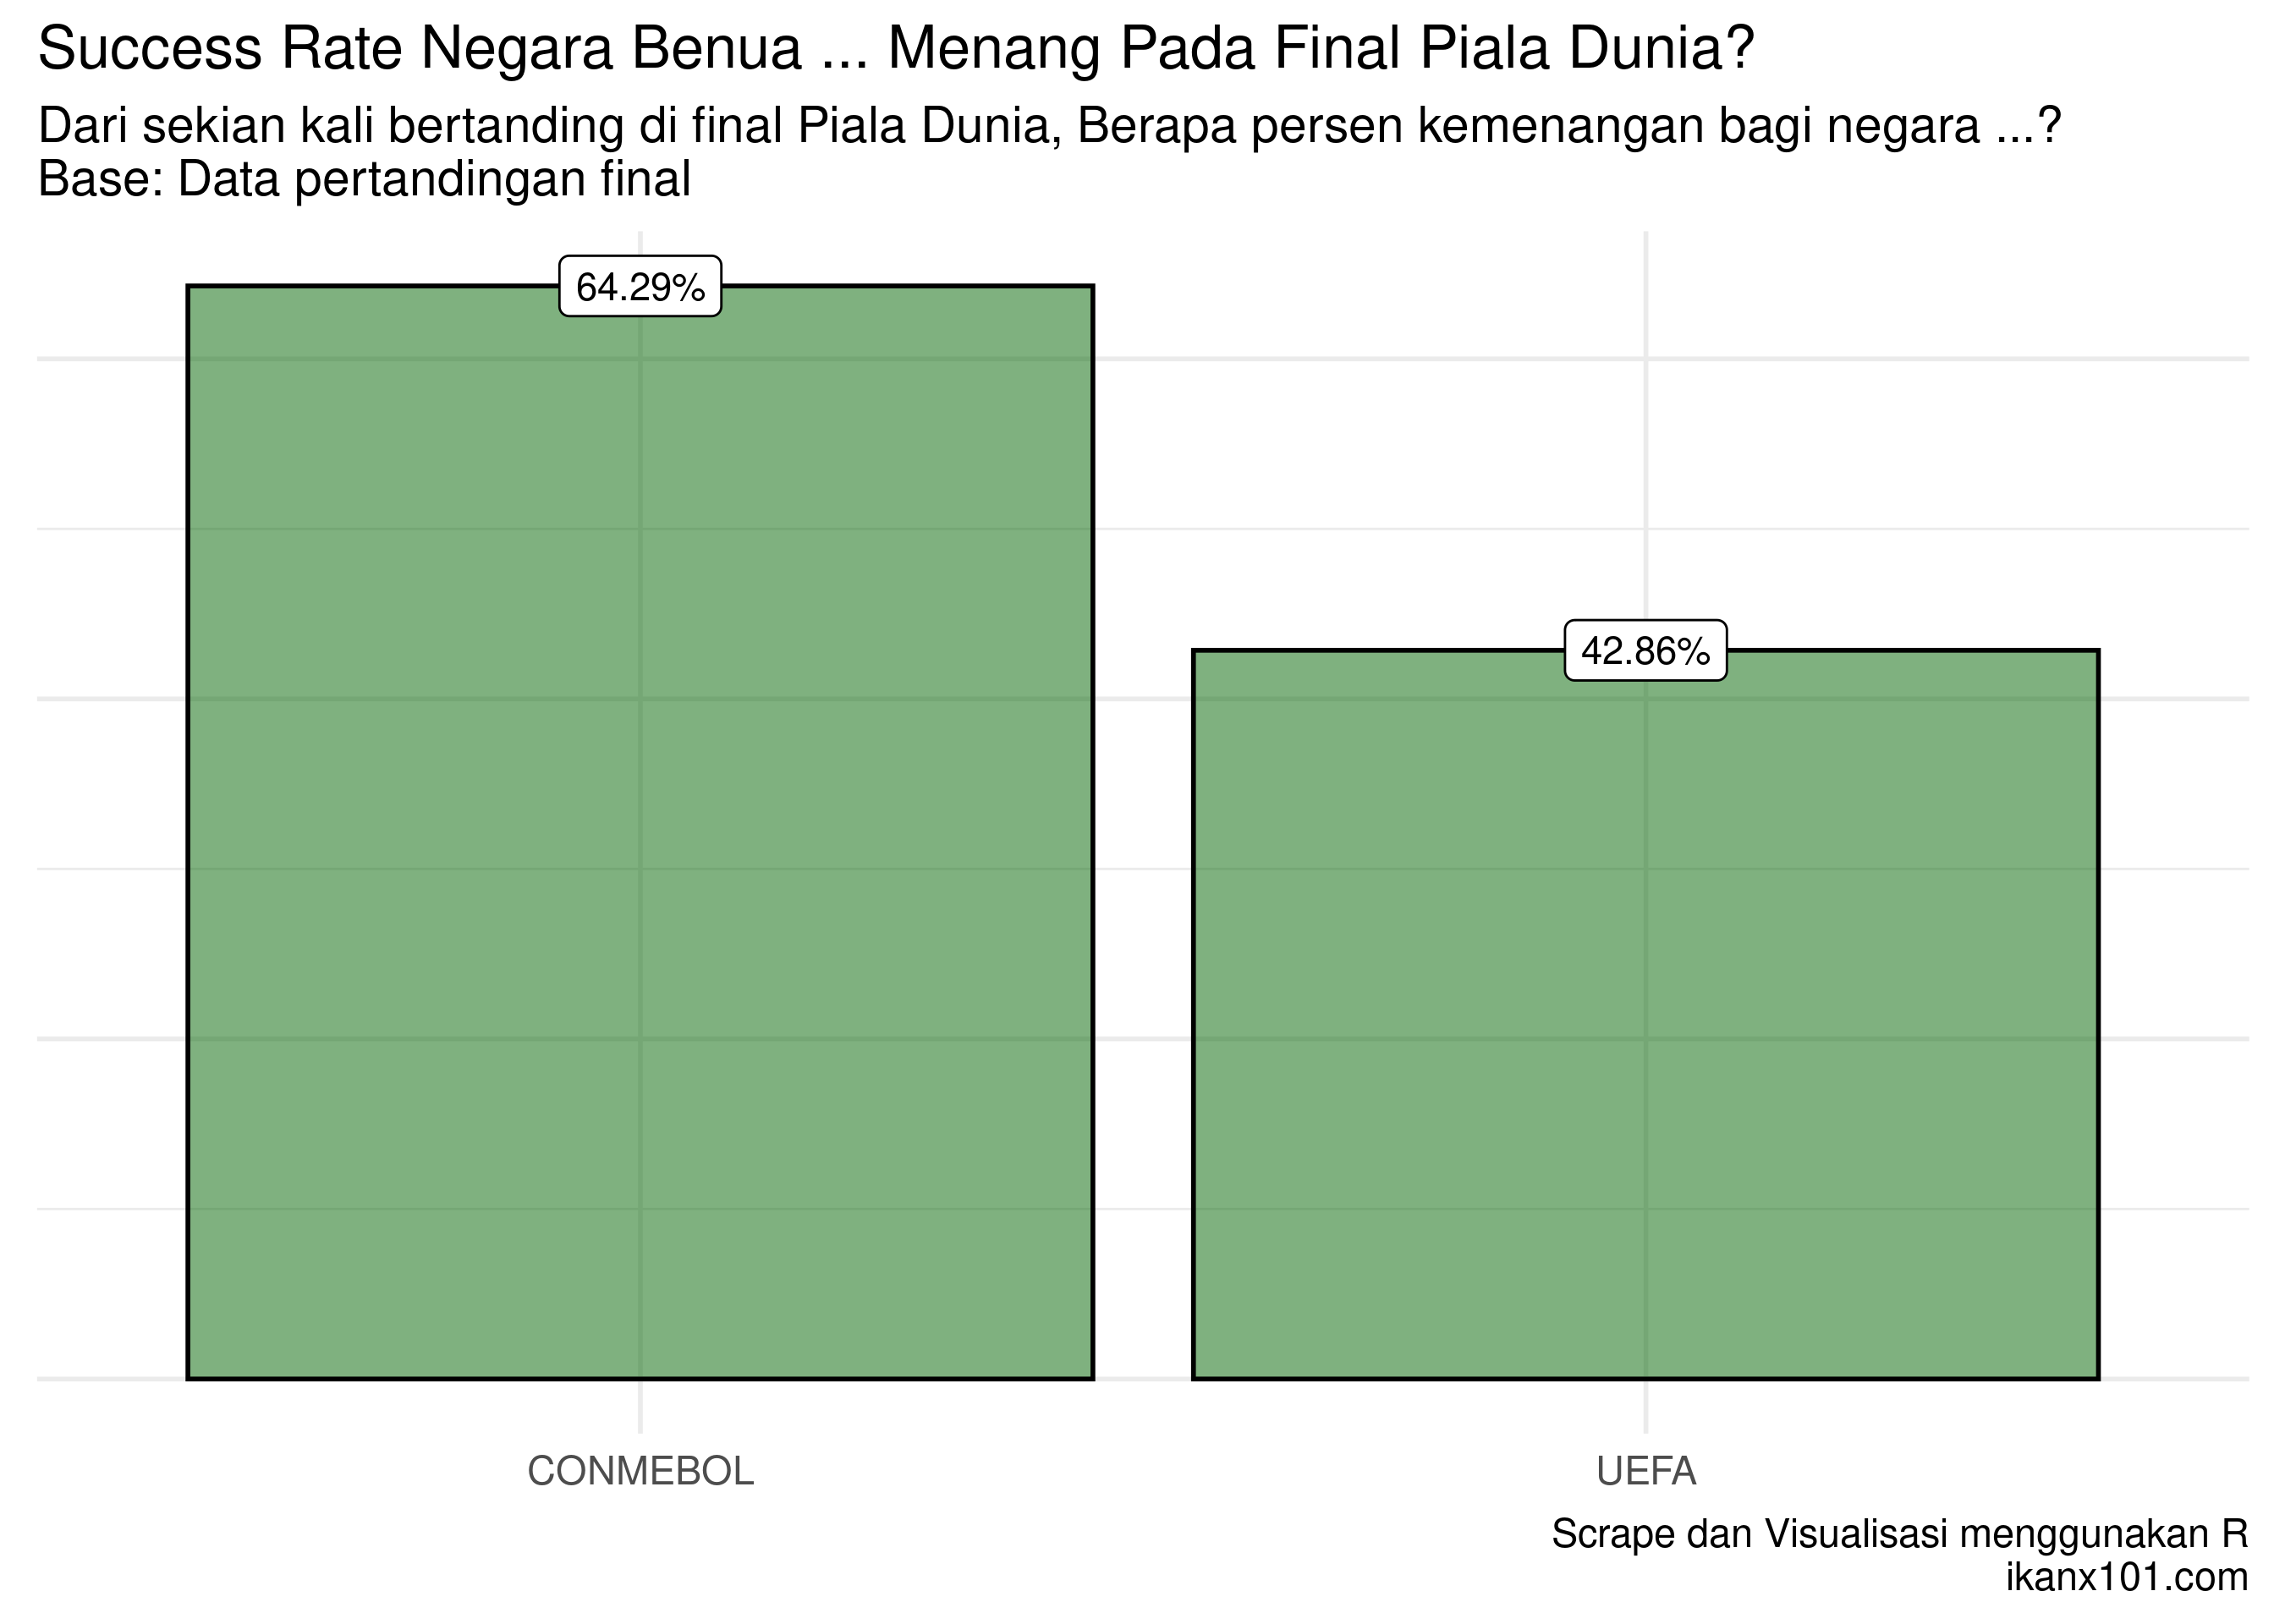 Success Rate Negara Benua ... Menang Pada Final Piala Dunia?
Dari sekian kali bertanding di final Piala Dunia, Berapa persen kemenangan bagi negara ...?
Base: Data pertandingan final
64.29%
42.86%
CONMEBOL
UEFA
Scrape dan Visualisasi menggunakan R
ikanx101.com